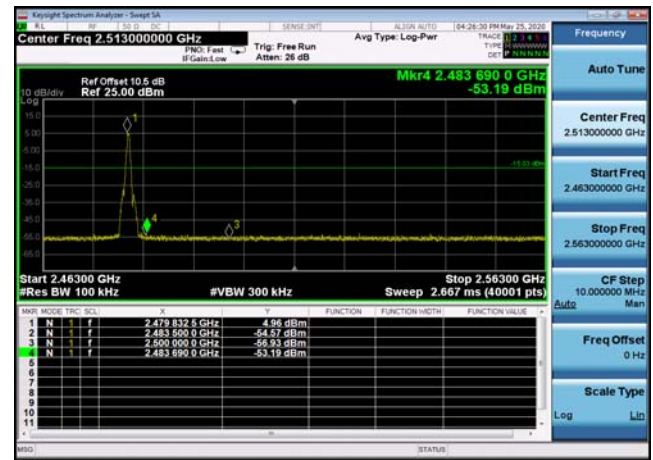 Keysight Spectrum Analyzer - Swept SA
RL RF 50 Ω DC SENSE:INT ALIGN AUTO 04:26:30 PM May 25, 2020
Center Freq 2.513000000 GHz
PNO: Fast
IFGain:Low
Trig: Free Run
Atten: 26 dB
Avg Type: Log-Pwr
TRACE 1 2 3 4 5 6
TYPE
DET P N N N N N
Ref Offset 10.5 dB
Ref 25.00 dBm
Mkr4 2.483 690 0 GHz
-53.19 dBm
10 dB/div
Log
15.0
5.00
-5.00
-15.0
-25.0
-35.0
-45.0
-55.0
-65.0
1
4
3
-15.03 dBm
Start 2.46300 GHz
Stop 2.56300 GHz
#Res BW 100 kHz
#VBW 300 kHz
Sweep 2.667 ms (40001 pts)
MKR MODE TRC SCL X Y FUNCTION FUNCTION WIDTH FUNCTION VALUE
1 N 1 f 2.479 832 5 GHz 4.96 dBm
2 N 1 f 2.483 500 0 GHz -54.57 dBm
3 N 1 f 2.500 000 0 GHz -56.93 dBm
4 N 1 f 2.483 690 0 GHz -53.19 dBm
5
6
7
8
9
10
11
MSG
STATUS
Frequency
Auto Tune
Center Freq
2.513000000 GHz
Start Freq
2.463000000 GHz
Stop Freq
2.563000000 GHz
CF Step
10.000000 MHz
Auto Man
Freq Offset
0 Hz
Scale Type
Log Lin